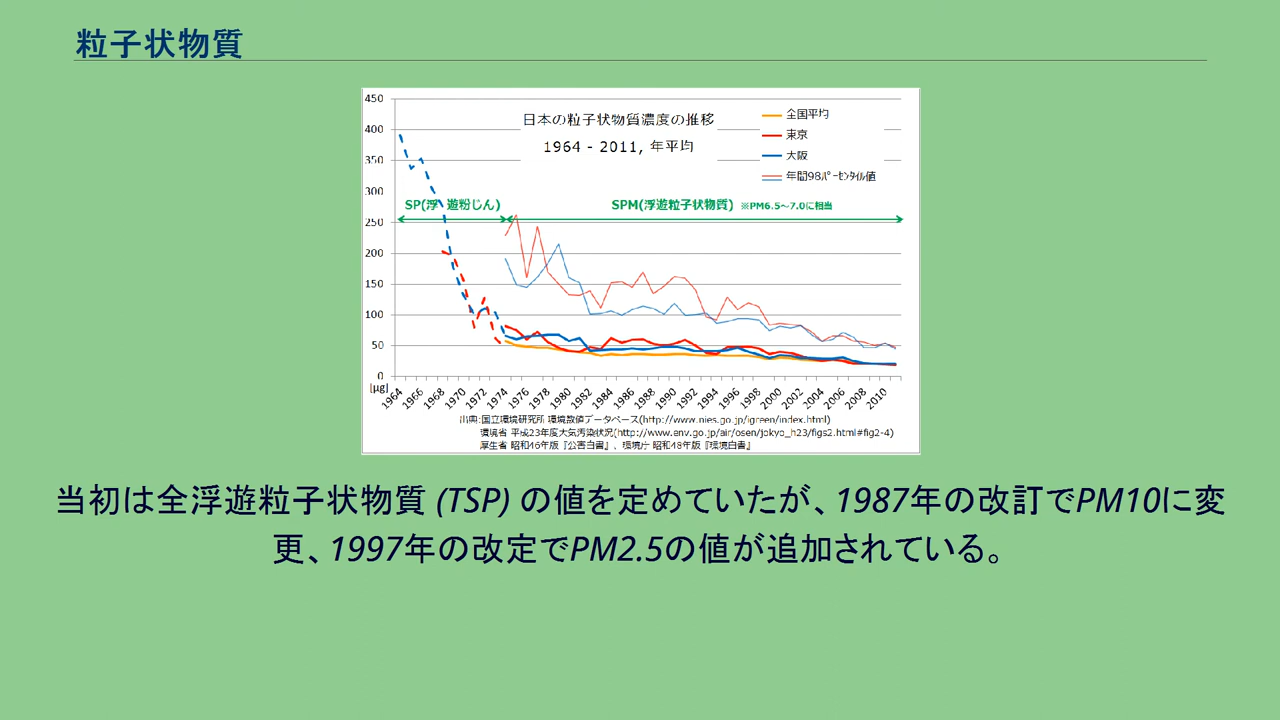 粒子状物質
日本の粒子状物質濃度の推移
1964 - 2011, 年平均
全国平均
東京
大阪
年間98ﾊﾟｰｾﾝﾀｲﾙ値
SP(浮 遊粉じん)
SPM(浮遊粒子状物質) ※PM6.5～7.0に相当
450
400
350
300
250
200
150
100
50
0
[μg]
1964 1966 1968 1970 1972 1974 1976 1978 1980 1982 1984 1986 1988 1990 1992 1994 1996 1998 2000 2002 2004 2006 2008 2010
出典:国立環境研究所 環境数値データベース(http://www.nies.go.jp/igreen/index.html)
環境省 平成23年度大気汚染状況(http://www.env.go.jp/air/osen/jokyo_h23/figs2.html#fig2-4)
厚生省 昭和46年版『公害白書』、環境庁 昭和48年版『環境白書』
当初は全浮遊粒子状物質 (TSP) の値を定めていたが、1987年の改訂でPM10に変
更、1997年の改定でPM2.5の値が追加されている。